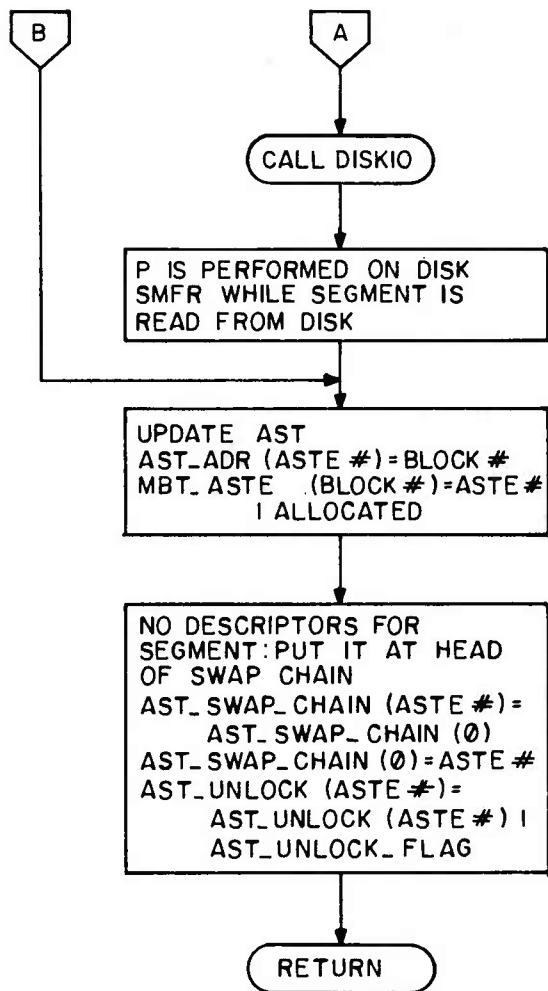 B
A
CALL DISKIO
P IS PERFORMED ON DISK
SMFR WHILE SEGMENT IS
READ FROM DISK
UPDATE AST
AST_ADR (ASTE #)=BLOCK #
MBT_ASTE (BLOCK #)=ASTE #
| ALLOCATED
NO DESCRIPTORS FOR
SEGMENT: PUT IT AT HEAD
OF SWAP CHAIN
AST_SWAP_CHAIN (ASTE #)=
AST_SWAP_CHAIN (0)
AST_SWAP_CHAIN (0)=ASTE #
AST_UNLOCK (ASTE #)=
AST_UNLOCK (ASTE #) |
AST_UNLOCK_FLAG
RETURN